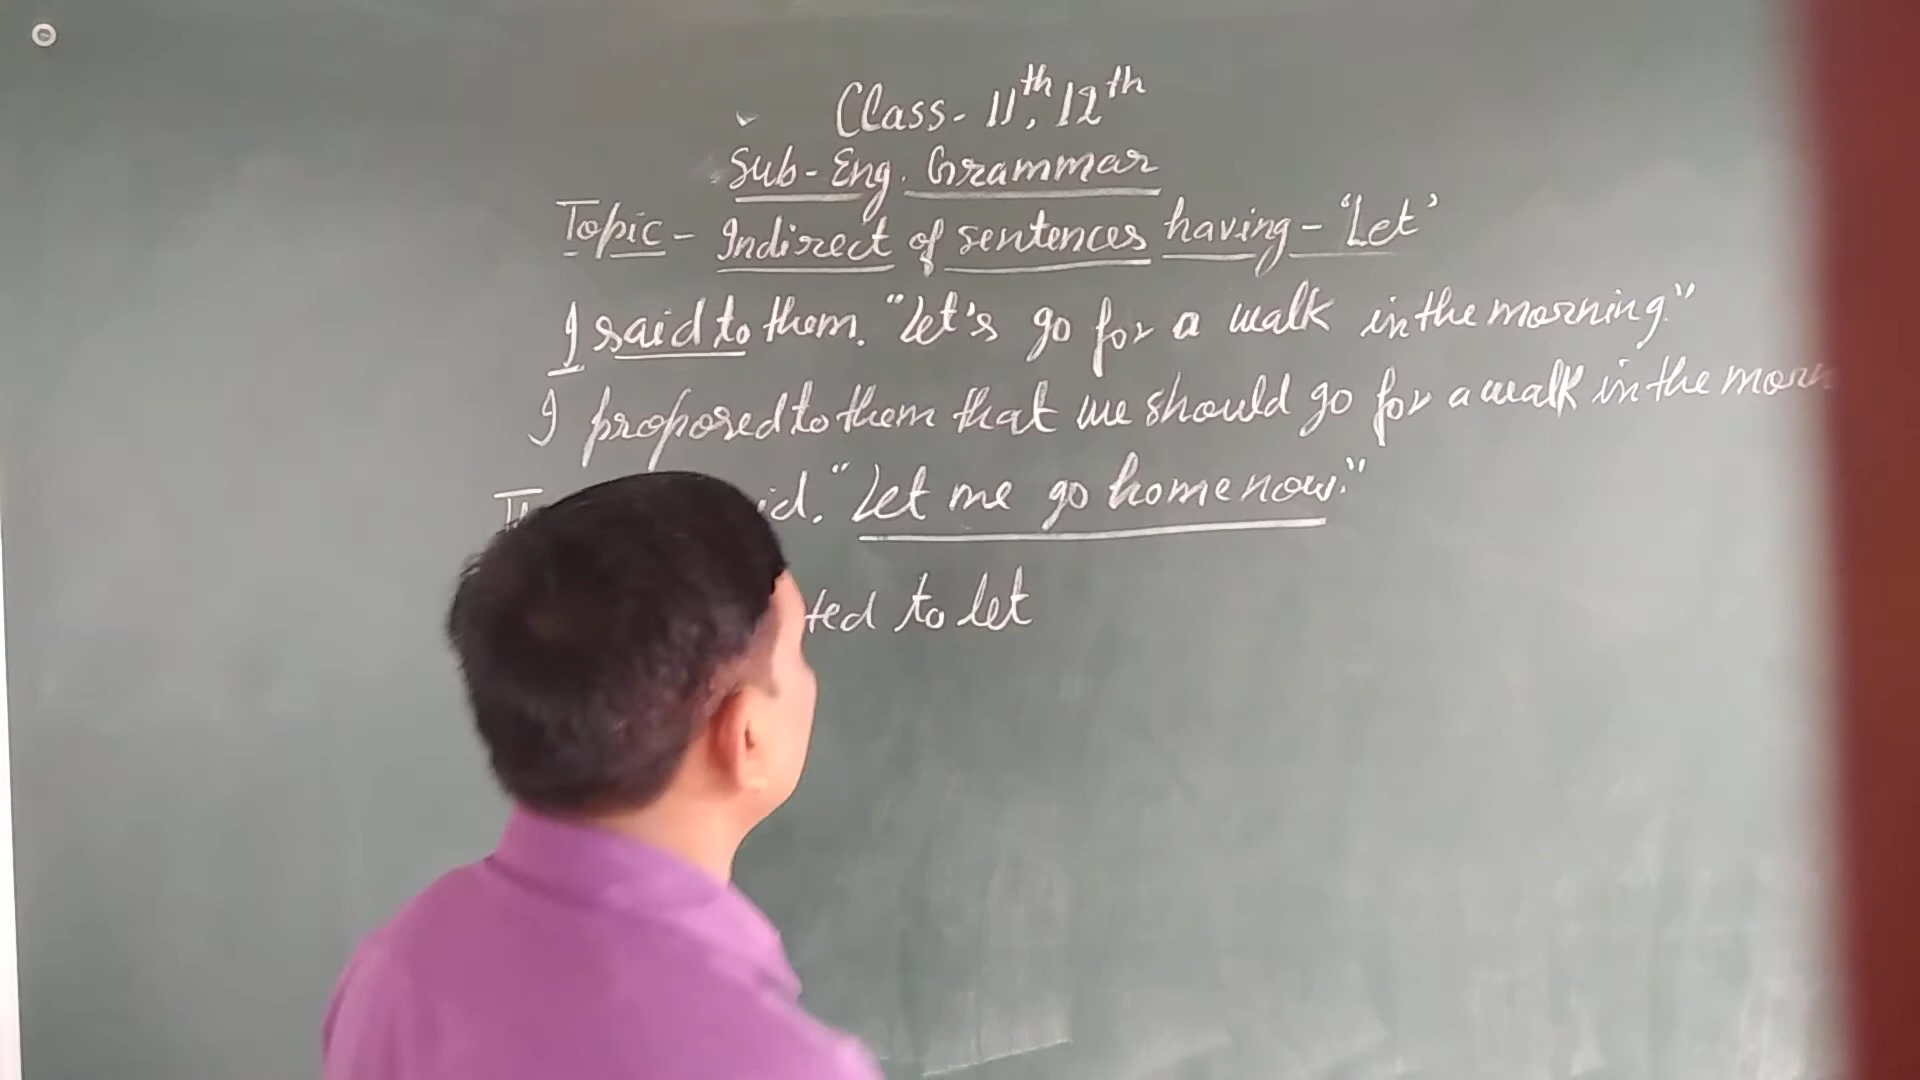 Class- 11th, 12th
Sub- Eng. Grammar
Topic- Indirect of sentences having- 'Let'
I said to them. "Let's go for a walk in the morning."
I proposed to them that we should go for a walk in the morn
"Let me go home now."
to let